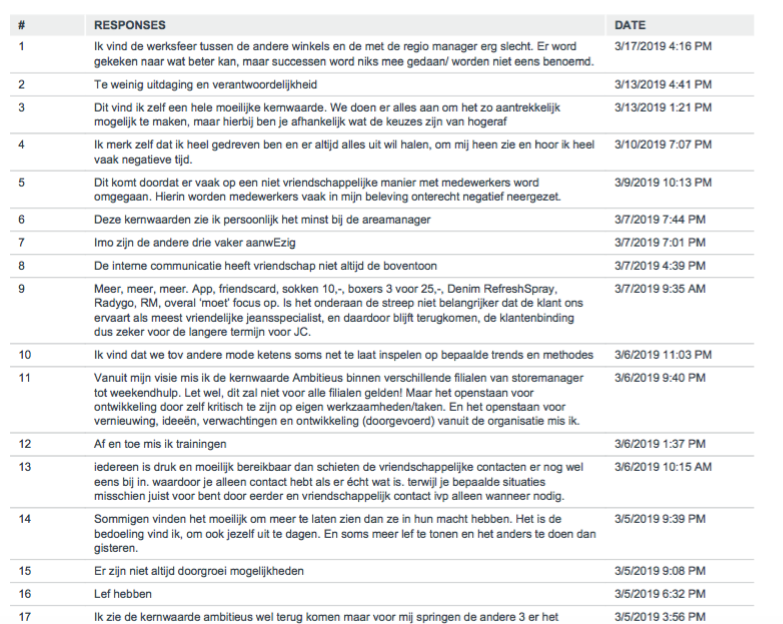 # RESPONSES DATE
1 Ik vind de werksfeer tussen de andere winkels en de met de regio manager erg slecht. Er word 3/17/2019 4:16 PM
gekeken naar wat beter kan, maar successen word niks mee gedaan/ worden niet eens benoemd.
2 Te weinig uitdaging en verantwoordelijkheid 3/13/2019 4:41 PM
3 Dit vind ik zelf een hele moeilijke kernwaarde. We doen er alles aan om het zo aantrekkelijk 3/13/2019 1:21 PM
mogelijk te maken, maar hierbij ben je afhankelijk wat de keuzes zijn van hogeraf
4 Ik merk zelf dat ik heel gedreven ben en er altijd alles uit wil halen, om mij heen zie en hoor ik heel 3/10/2019 7:07 PM
vaak negatieve tijd.
5 Dit komt doordat er vaak op een niet vriendschappelijke manier met medewerkers word 3/9/2019 10:13 PM
omgegaan. Hierin worden medewerkers vaak in mijn beleving onterecht negatief neergezet.
6 Deze kernwaarden zie ik persoonlijk het minst bij de areamanager 3/7/2019 7:44 PM
7 Imo zijn de andere drie vaker aanwEzig 3/7/2019 7:01 PM
8 De interne communicatie heeft vriendschap niet altijd de boventoon 3/7/2019 4:39 PM
9 Meer, meer, meer. App, friendscard, sokken 10,-, boxers 3 voor 25,-, Denim RefreshSpray, 3/7/2019 9:35 AM
Radygo, RM, overal 'moet' focus op. Is het onderaan de streep niet belangrijker dat de klant ons
ervaart als meest vriendelijke jeansspecialist, en daardoor blijft terugkomen, de klantenbinding
dus zeker voor de langere termijn voor JC.
10 Ik vind dat we tov andere mode ketens soms net te laat inspelen op bepaalde trends en methodes 3/6/2019 11:03 PM
11 Vanuit mijn visie mis ik de kernwaarde Ambitieus binnen verschillende filialen van storemanager 3/6/2019 9:40 PM
tot weekendhulp. Let wel, dit zal niet voor alle filialen gelden! Maar het openstaan voor
ontwikkeling door zelf kritisch te zijn op eigen werkzaamheden/taken. En het openstaan voor
vernieuwing, ideeën, verwachtingen en ontwikkeling (doorgevoerd) vanuit de organisatie mis ik.
12 Af en toe mis ik trainingen 3/6/2019 1:37 PM
13 iedereen is druk en moeilijk bereikbaar dan schieten de vriendschappelijke contacten er nog wel 3/6/2019 10:15 AM
eens bij in. waardoor je alleen contact hebt als er écht wat is. terwijl je bepaalde situaties
misschien juist voor bent door eerder en vriendschappelijk contact ivp alleen wanneer nodig.
14 Sommigen vinden het moeilijk om meer te laten zien dan ze in hun macht hebben. Het is de 3/5/2019 9:39 PM
bedoeling vind ik, om ook jezelf uit te dagen. En soms meer lef te tonen en het anders te doen dan
gisteren.
15 Er zijn niet altijd doorgroei mogelijkheden 3/5/2019 9:08 PM
16 Lef hebben 3/5/2019 6:32 PM
17 Ik zie de kernwaarde ambitieus wel terug komen maar voor mij springen de andere 3 er het 3/5/2019 3:56 PM